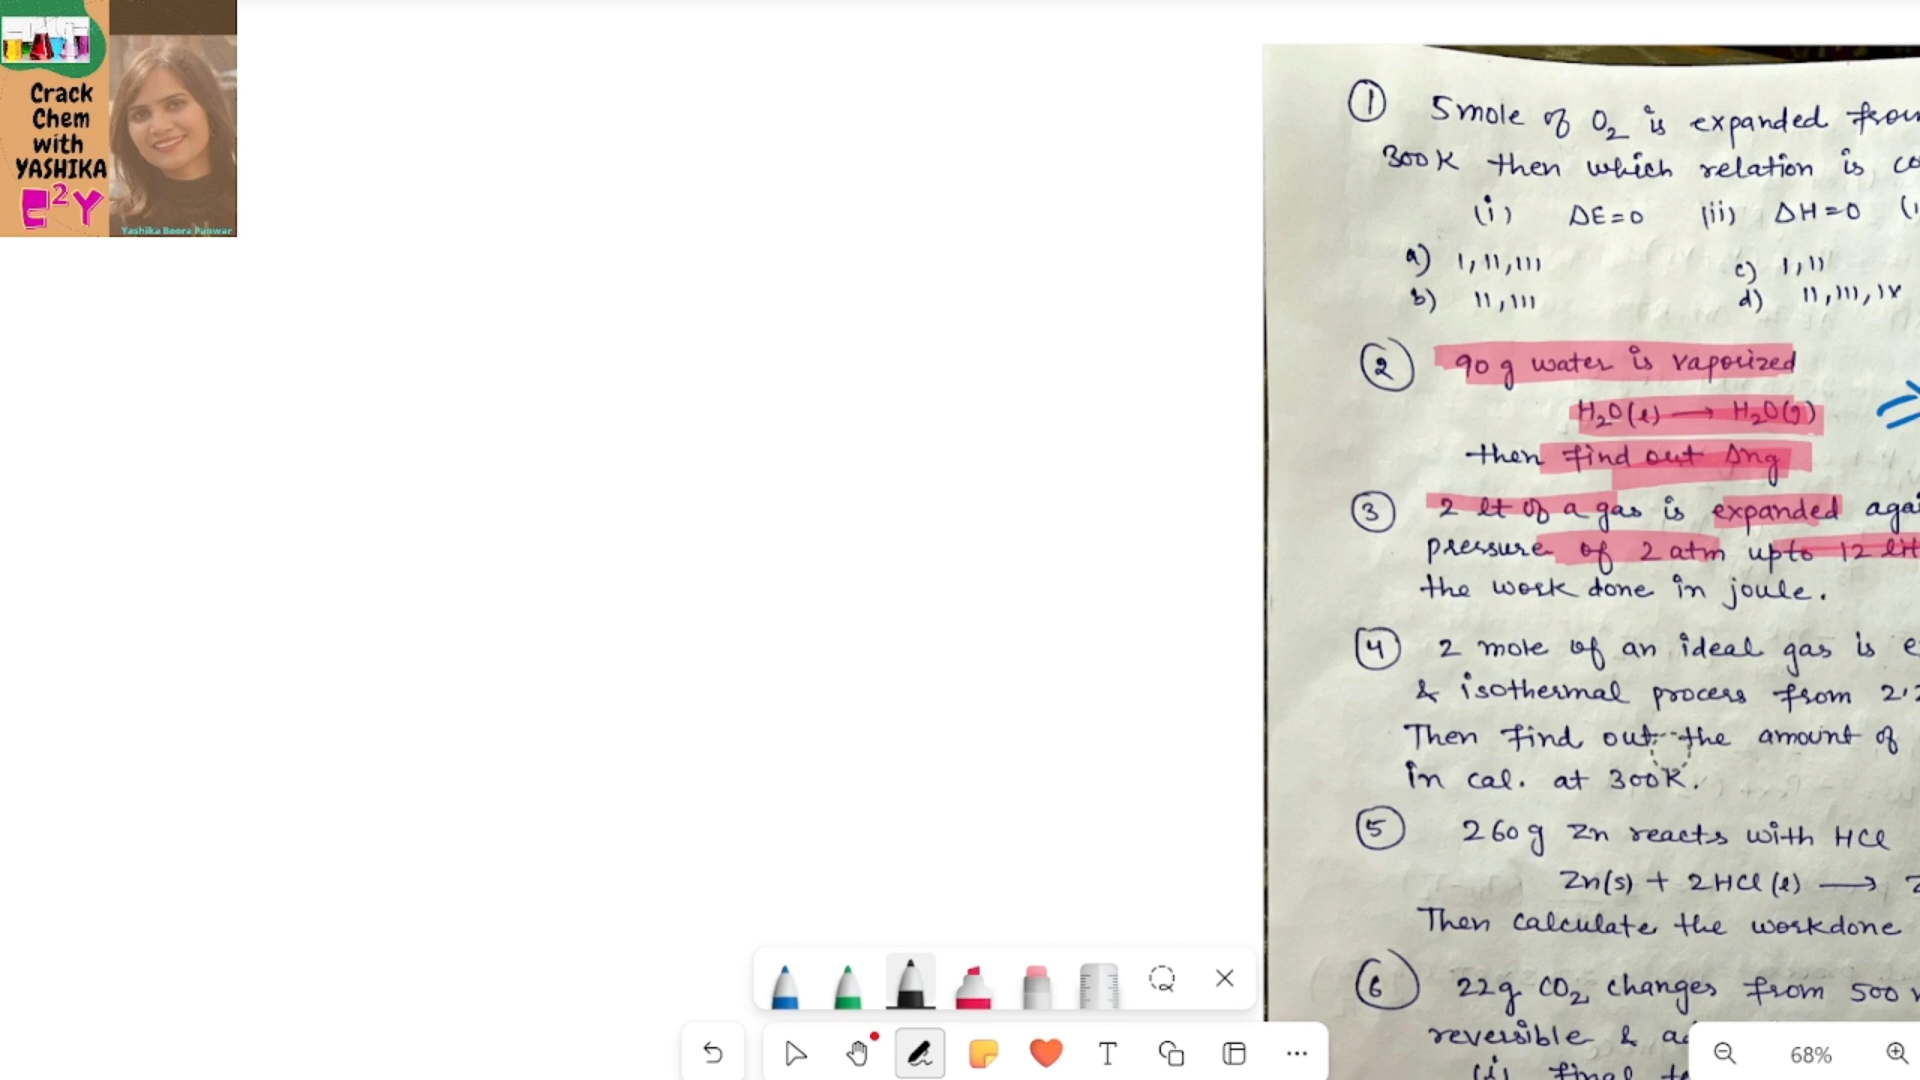 Crack
Chem
with
YASHIKA
E²Y
Yashika Boora Panwar
① 5mole of O₂ is expanded from
300K then which relation is
(i) ΔE=0 (ii) ΔH=0
a) I,II,III c) I,II
b) II,III d) II,III,IV
② 90 g water is vaporized
H₂O(l) → H₂O(g)
then find out Δng
③ 2 lt of a gas is expanded
pressure of 2 atm upto 12
the work done in joule.
④ 2 mole of an ideal gas is
& isothermal process from
Then find out the amount of
in cal. at 300K.
⑤ 260g Zn reacts with HCl
Zn(s) + 2HCl(l) →
Then calculate the workdone
⑥ 22g CO₂ changes from 500
reversible &
T
68%